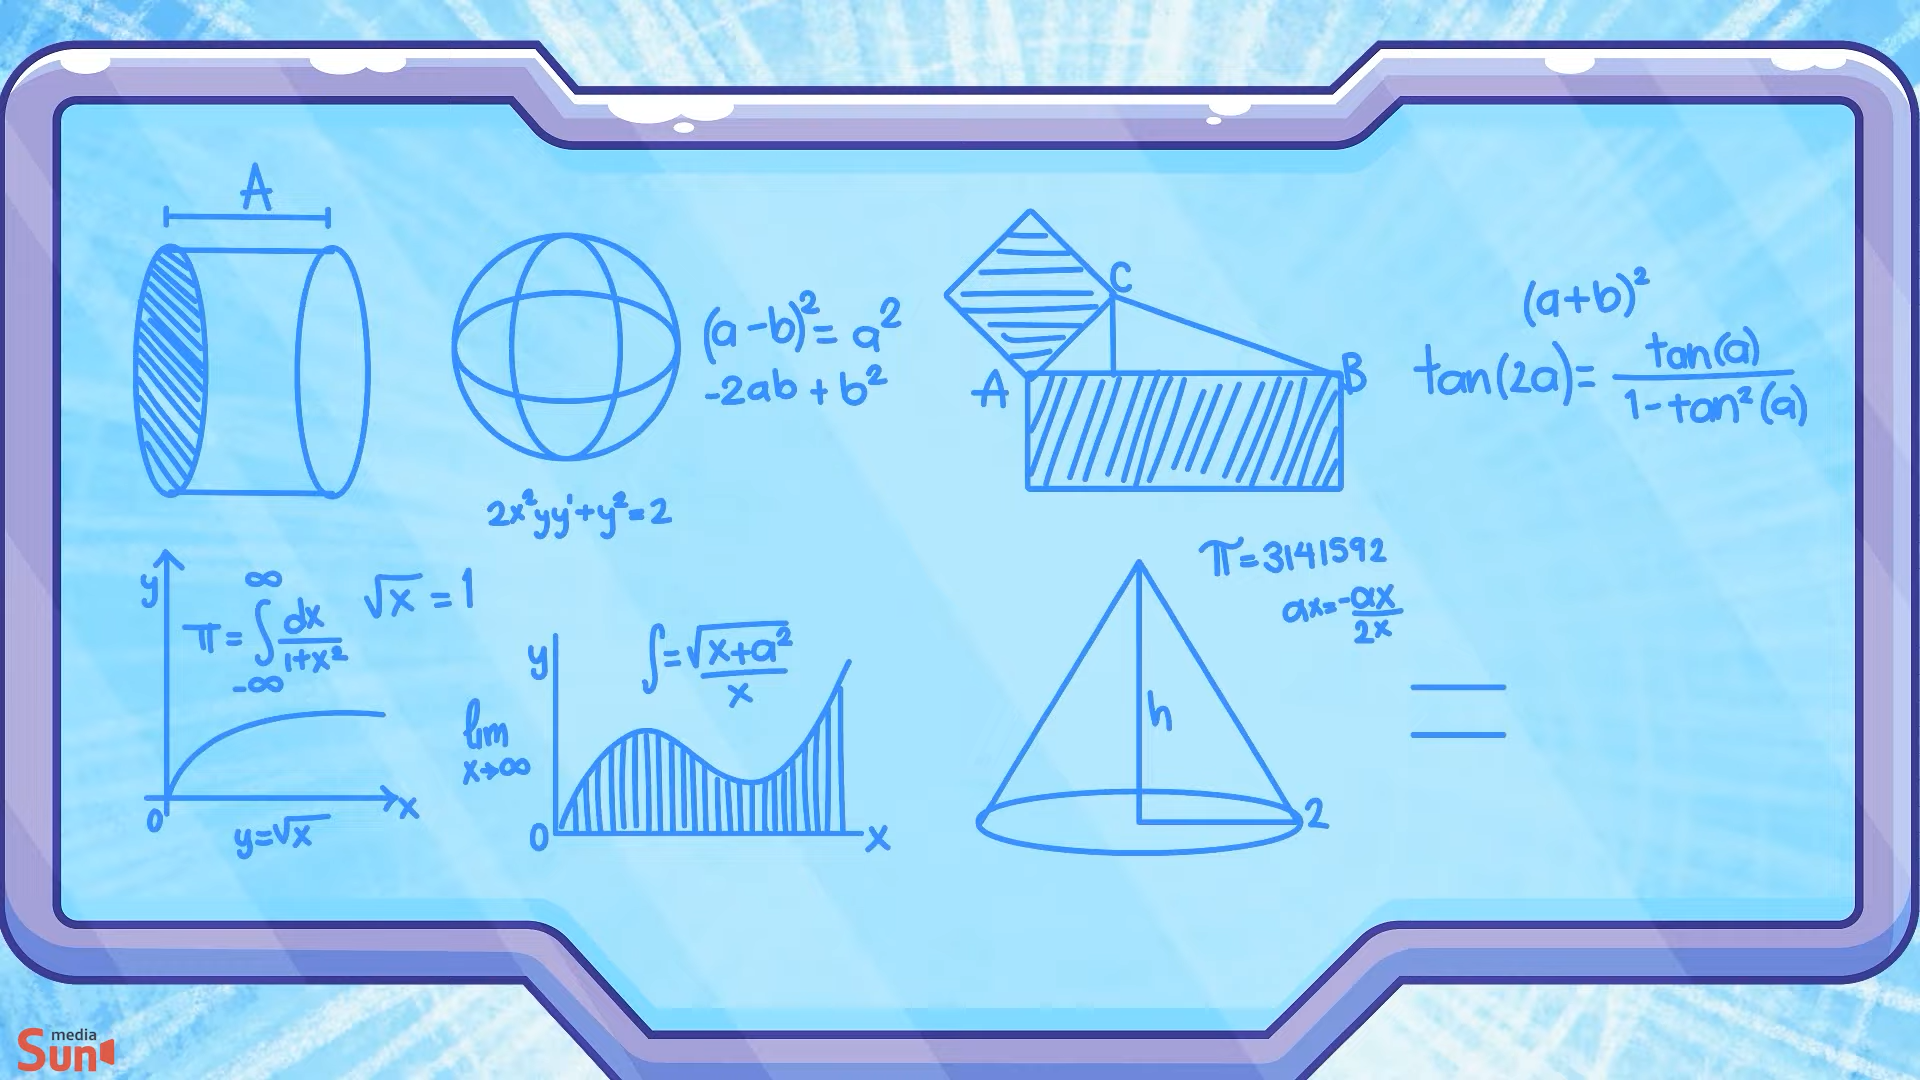 A
(a-b)²= a²
-2ab + b²
2x²yy'+y²=2
C
A
B
(a+b)²
tan(2a)= tan(a)
1-tan²(a)
y
∞
π=∫ dx
1+x²
-∞
√x = 1
0
x
y=√x
lim
x→∞
y
∫=√x+a²
x
0
x
π=3141592
ax=-ax
2x
h
2
=
media
Sun